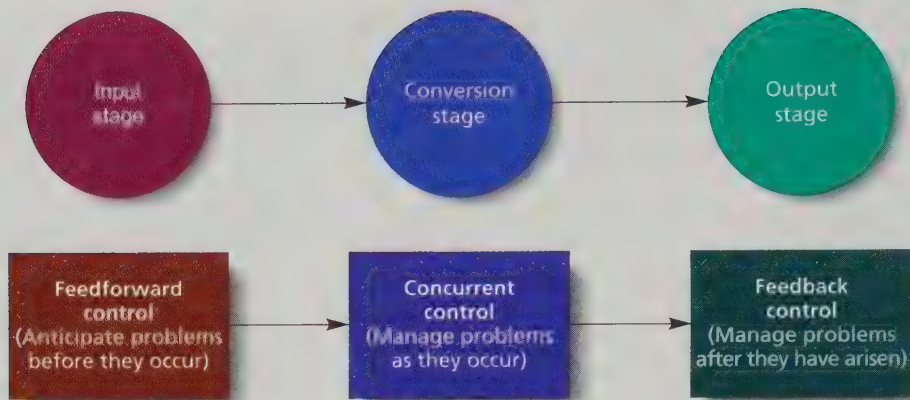 Input
stage
Conversion
stage
Output
stage
Feedforward
control
(Anticipate problems
before they occur)
Concurrent
control
(Manage problems
as they occur)
Feedback
control
(Manage problems
after they have arisen)